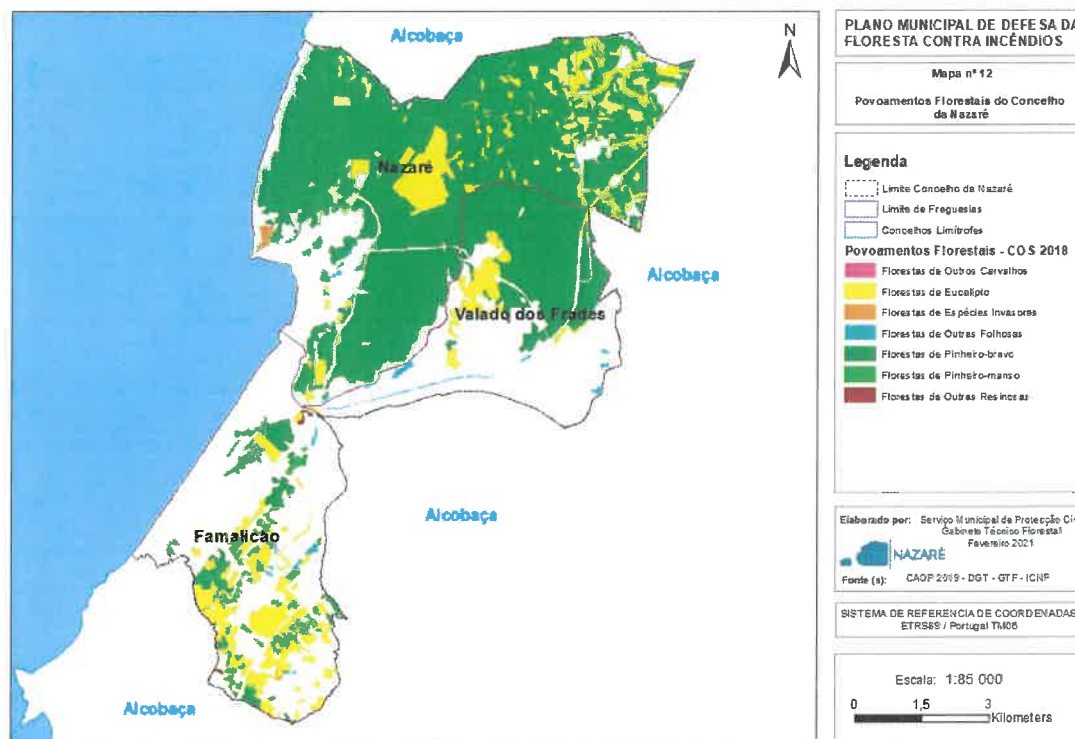 Alcobaça
N
Nazaré
Alcobaça
Valado dos Frades
Alcobaça
Famalicão
Alcobaça
PLANO MUNICIPAL DE DEFESA DA
FLORESTA CONTRA INCÊNDIOS
Mapa nº 12
Povoamentos Florestais do Concelho
da Nazaré
Legenda
Limite Concelho da Nazaré
Limite de Freguesias
Concelhos Limítrofes
Povoamentos Florestais - COS 2018
Florestas de Outros Carvalhos
Florestas de Eucalipto
Florestas de Espécies Invasoras
Florestas de Outras Folhosas
Florestas de Pinheiro-bravo
Florestas de Pinheiro-manso
Florestas de Outras Resinosas
Elaborado por: Serviço Municipal de Protecção Civ
Gabinete Técnico Florestal
Fevereiro 2021
NAZARÉ
Fonte (s): CAOP 2019 - DGT - GTF - ICNF
SISTEMA DE REFERENCIA DE COORDENADAS
ETRS89 / Portugal TM06
Escala: 1:85 000
0 1,5 3
Kilometers